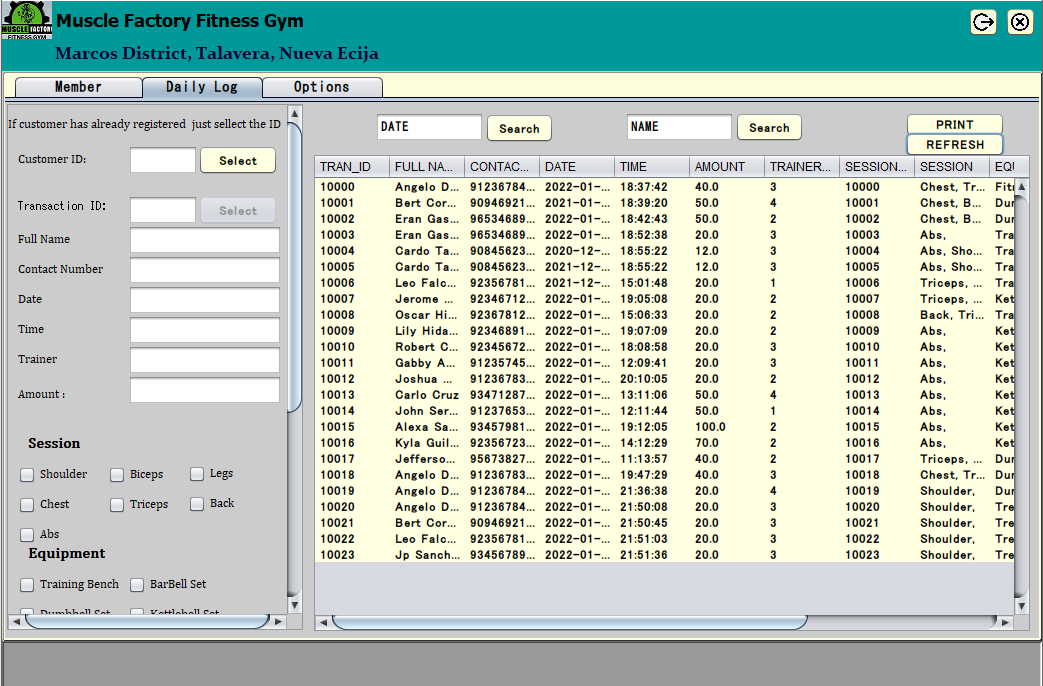 MUSCLE FACTORY
FITNESS GYM
Muscle Factory Fitness Gym
Marcos District, Talavera, Nueva Ecija
Member Daily Log Options
If customer has already registered just sellect the ID
Customer ID: Select
Transaction ID: Select
Full Name
Contact Number
Date
Time
Trainer
Amount :
Session
Shoulder Biceps Legs
Chest Triceps Back
Abs
Equipment
Training Bench BarBell Set
Dumbbell Set Kettlebell Set
DATE Search NAME Search PRINT
REFRESH
TRAN_ID FULL NA... CONTAC... DATE TIME AMOUNT TRAINER... SESSION... SESSION EQU
10000 Angelo D... 91236784... 2022-01-... 18:37:42 40.0 3 10000 Chest, Tr... Fitn
10001 Bert Cor... 90946921... 2021-01-... 18:39:20 50.0 4 10001 Chest, B... Dum
10002 Eran Gas... 96534689... 2022-01-... 18:42:43 50.0 2 10002 Chest, B... Dum
10003 Eran Gas... 96534689... 2022-01-... 18:52:38 20.0 3 10003 Abs, Tra
10004 Cardo Ta... 90845623... 2020-12-... 18:55:22 12.0 3 10004 Abs, Sho... Tra
10005 Cardo Ta... 90845623... 2021-12-... 18:55:22 12.0 3 10005 Abs, Sho... Tra
10006 Leo Falc... 92356781... 2021-12-... 15:01:48 20.0 1 10006 Triceps, ... Tra
10007 Jerome ... 92346712... 2022-01-... 19:05:08 20.0 2 10007 Triceps, ... Ket
10008 Oscar Hi... 92367812... 2022-01-... 15:06:33 20.0 2 10008 Back, Tri... Tra
10009 Lily Hida... 92346891... 2022-01-... 19:07:09 20.0 2 10009 Abs, Ket
10010 Robert C... 92345672... 2022-01-... 18:08:58 20.0 3 10010 Abs, Ket
10011 Gabby A... 91235745... 2022-01-... 12:09:41 20.0 3 10011 Abs, Ket
10012 Joshua ... 91236783... 2022-01-... 20:10:05 20.0 2 10012 Abs, Ket
10013 Carlo Cruz 93471287... 2022-01-... 13:11:06 50.0 4 10013 Abs, Ket
10014 John Ser... 91237653... 2022-01-... 12:11:44 50.0 1 10014 Abs, Ket
10015 Alexa Sa... 93457981... 2022-01-... 19:12:05 100.0 2 10015 Abs, Ket
10016 Kyla Guil... 92356723... 2022-01-... 14:12:29 70.0 2 10016 Abs, Ket
10017 Jefferso... 95673827... 2022-01-... 11:13:57 40.0 2 10017 Triceps, ... Dum
10018 Angelo D... 91236783... 2022-01-... 19:47:29 40.0 3 10018 Chest, Tr... Dum
10019 Angelo D... 91236784... 2022-01-... 21:36:38 20.0 4 10019 Shoulder, Dum
10020 Angelo D... 91236784... 2022-01-... 21:50:08 20.0 3 10020 Shoulder, Tre
10021 Bert Cor... 90946921... 2022-01-... 21:50:45 20.0 3 10021 Shoulder, Tre
10022 Leo Falc... 92356781... 2022-01-... 21:51:03 20.0 3 10022 Shoulder, Tre
10023 Jp Sanch... 93456789... 2022-01-... 21:51:36 20.0 3 10023 Shoulder, Tre